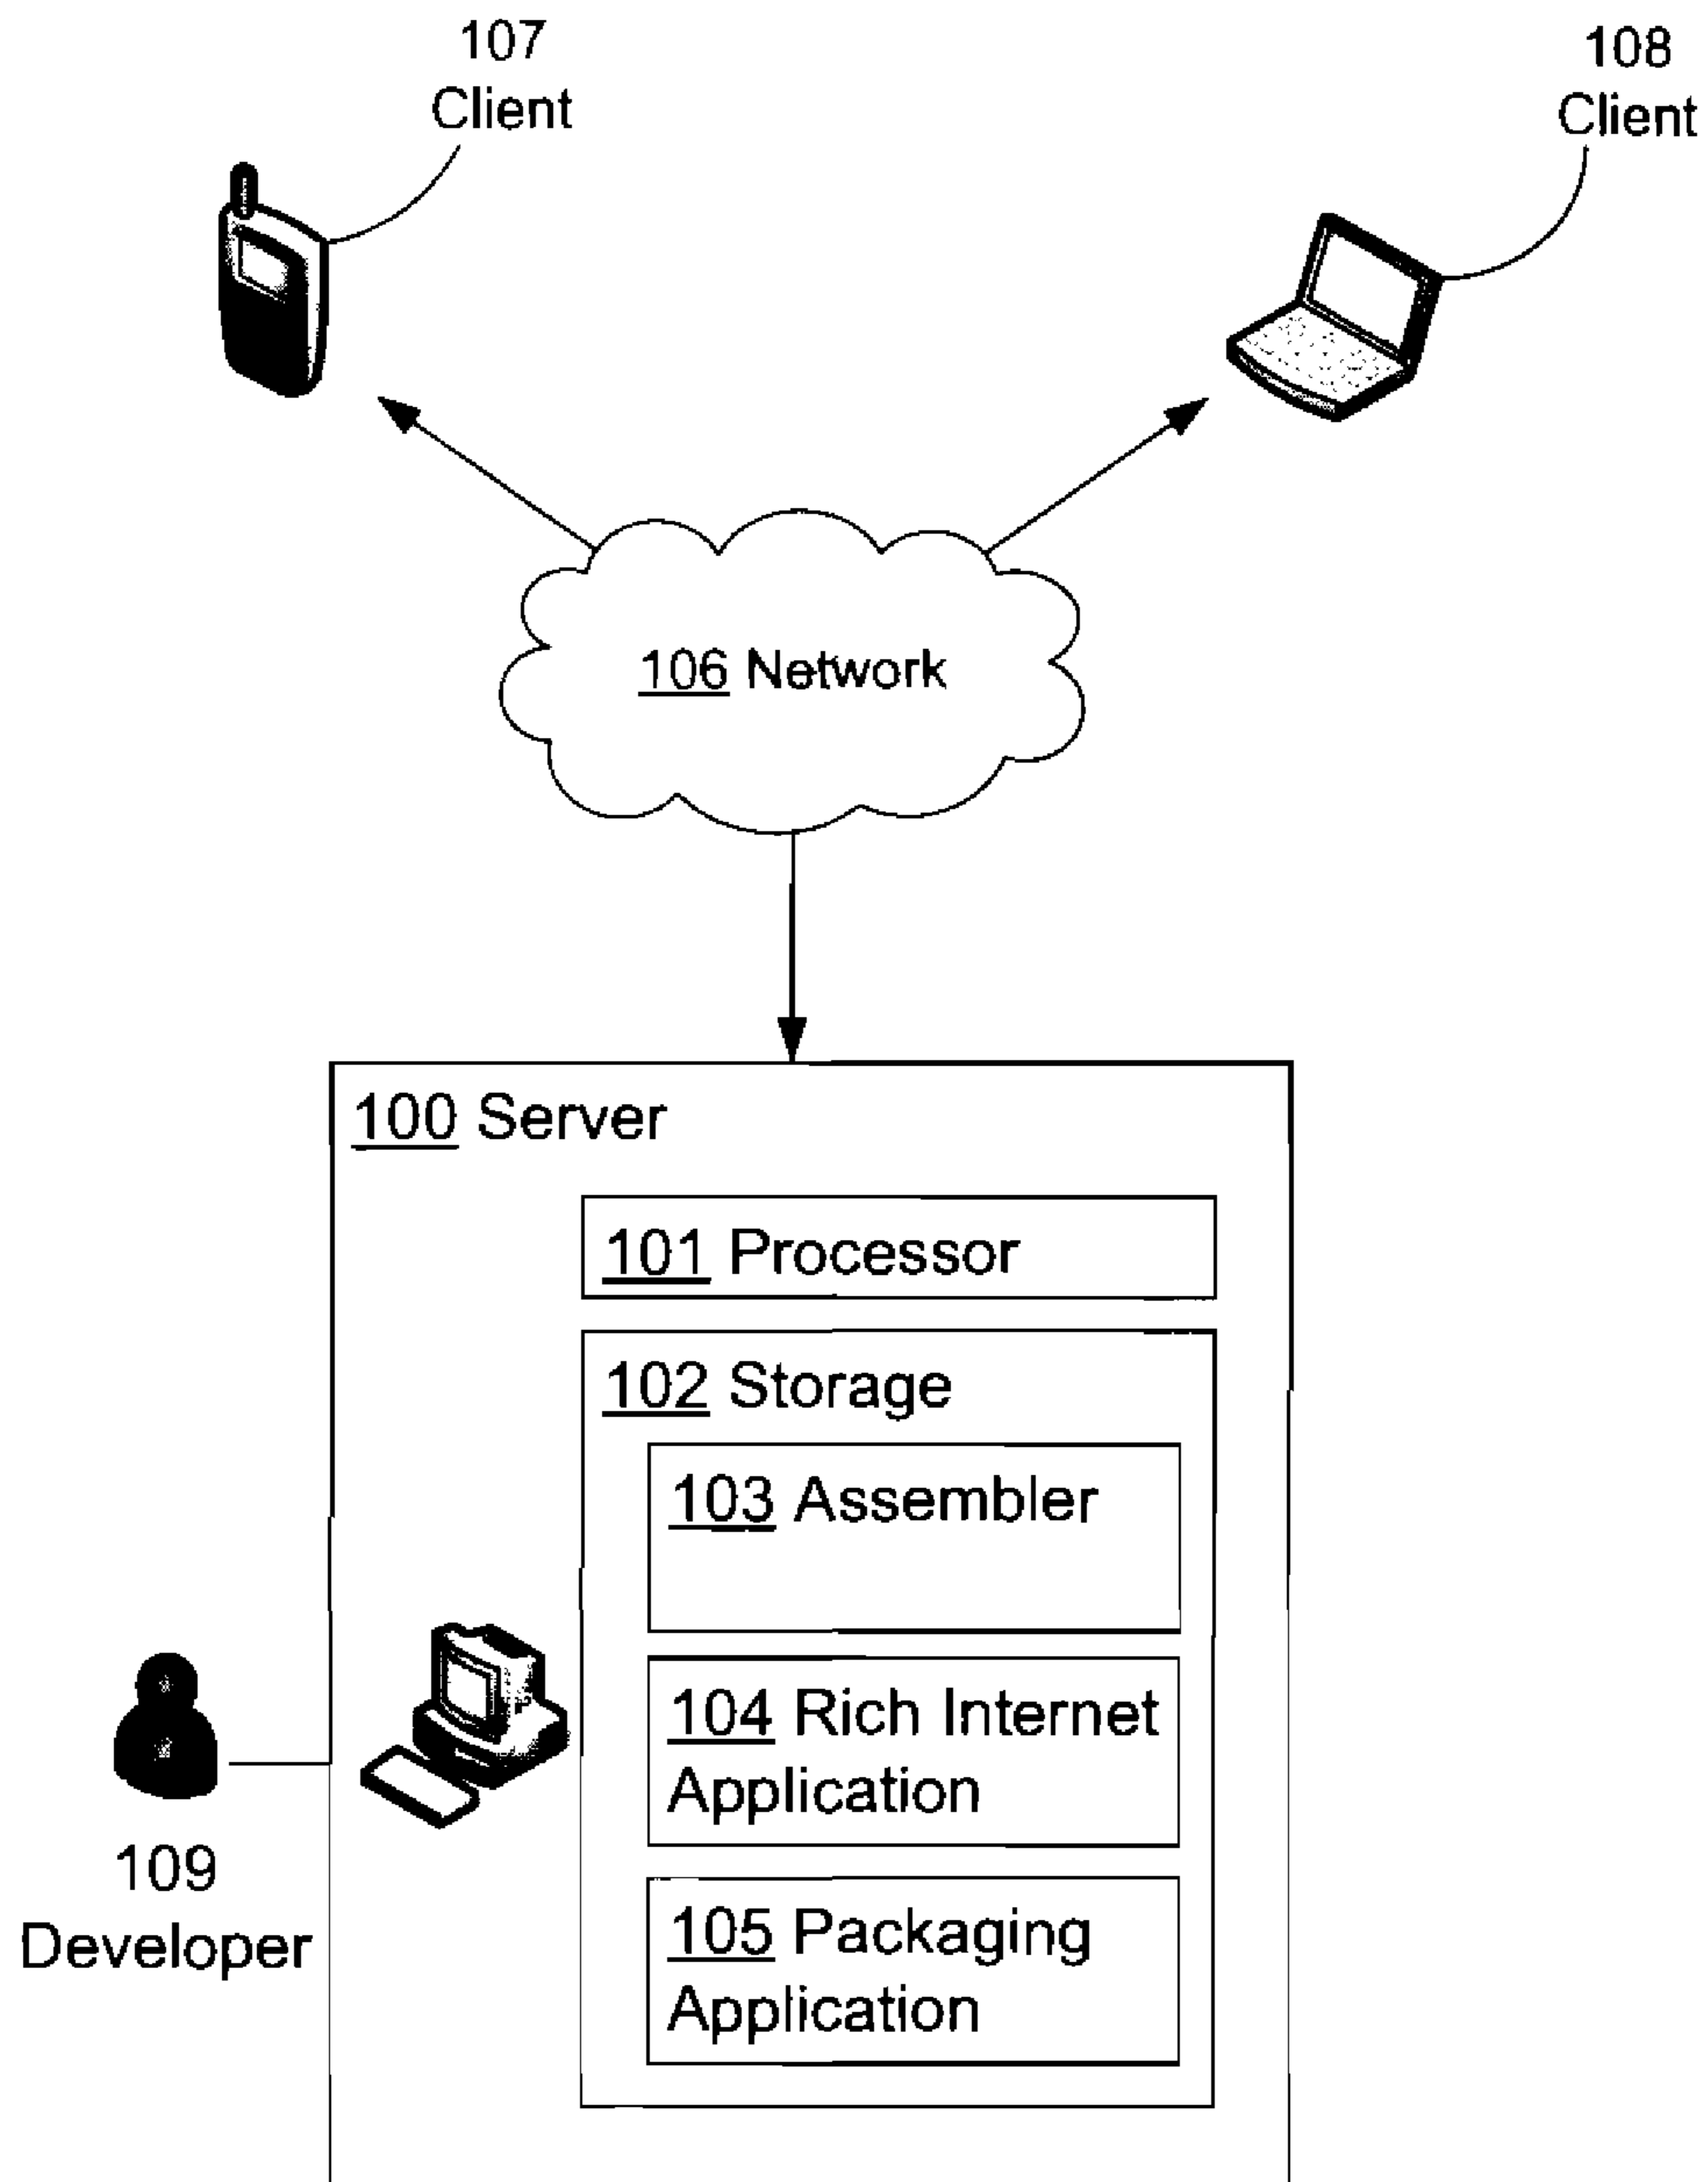 107
Client
108
Client
106 Network
100 Server
101 Processor
102 Storage
103 Assembler
104 Rich Internet
Application
105 Packaging
Application
109
Developer